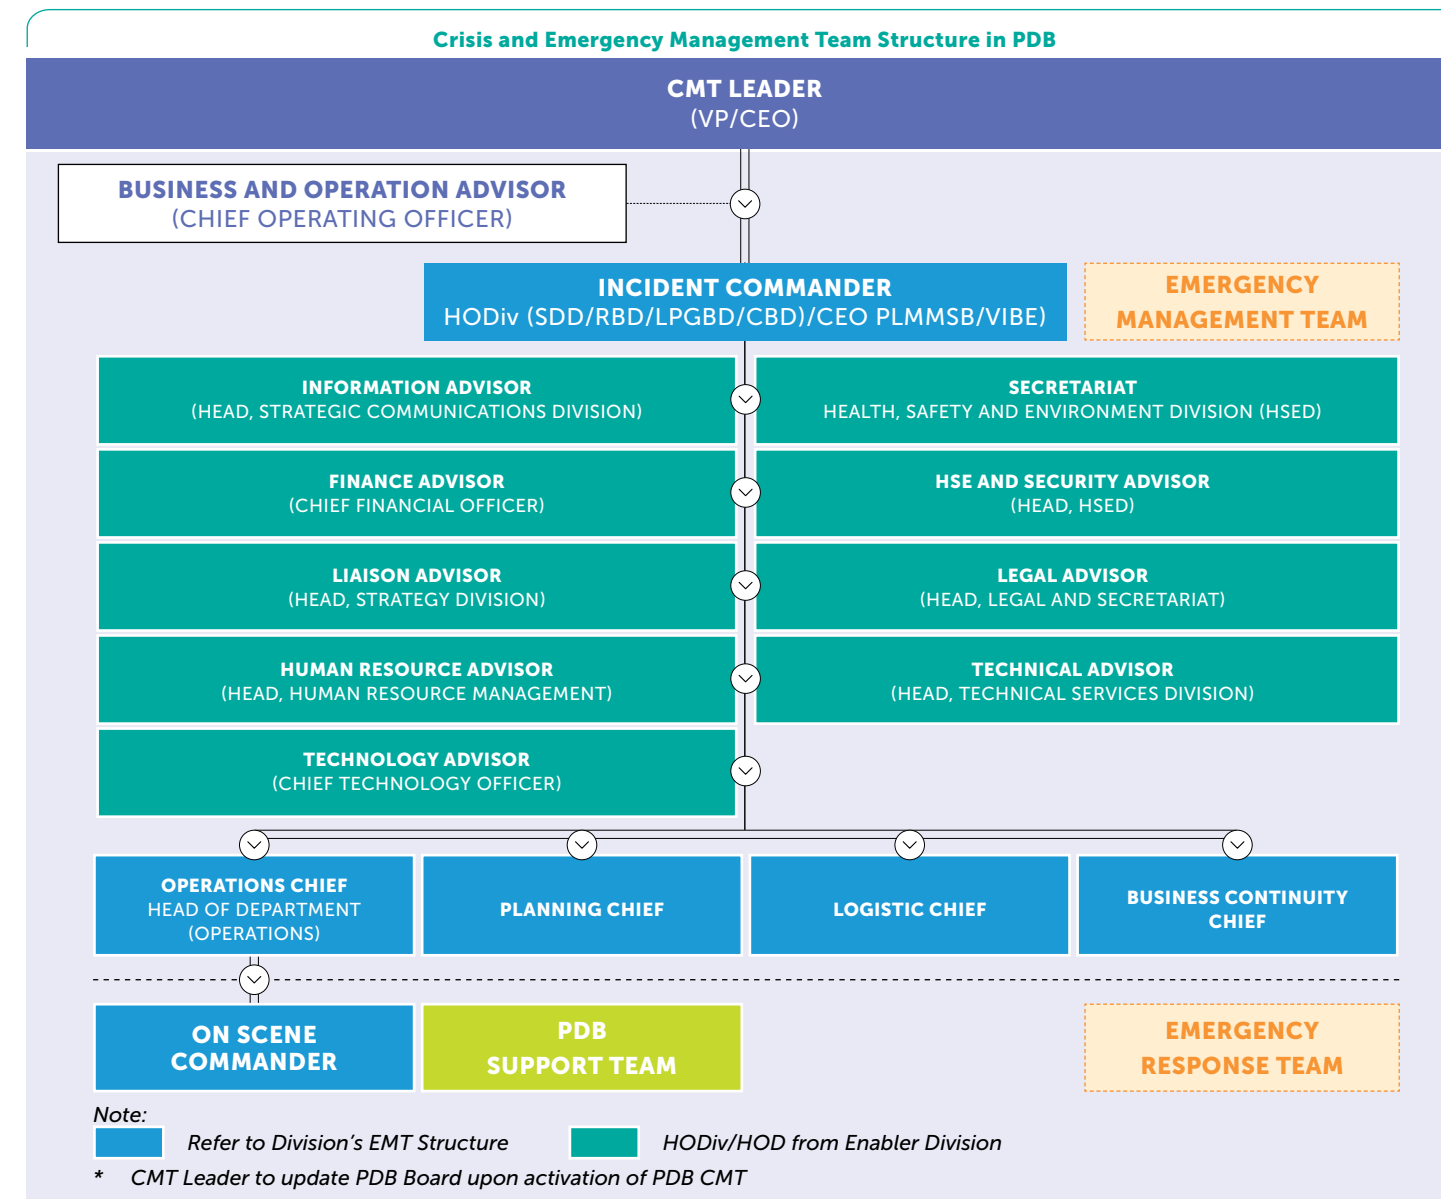 Crisis and Emergency Management Team Structure in PDB
CMT LEADER
(VP/CEO)
BUSINESS AND OPERATION ADVISOR
(CHIEF OPERATING OFFICER)
INCIDENT COMMANDER
HODiv (SDD/RBD/LPGBD/CBD)/CEO PLMMSB/VIBE)
EMERGENCY
MANAGEMENT TEAM
INFORMATION ADVISOR
(HEAD, STRATEGIC COMMUNICATIONS DIVISION)
SECRETARIAT
HEALTH, SAFETY AND ENVIRONMENT DIVISION (HSED)
FINANCE ADVISOR
(CHIEF FINANCIAL OFFICER)
HSE AND SECURITY ADVISOR
(HEAD, HSED)
LIAISON ADVISOR
(HEAD, STRATEGY DIVISION)
LEGAL ADVISOR
(HEAD, LEGAL AND SECRETARIAT)
HUMAN RESOURCE ADVISOR
(HEAD, HUMAN RESOURCE MANAGEMENT)
TECHNICAL ADVISOR
(HEAD, TECHNICAL SERVICES DIVISION)
TECHNOLOGY ADVISOR
(CHIEF TECHNOLOGY OFFICER)
OPERATIONS CHIEF
HEAD OF DEPARTMENT
(OPERATIONS)
PLANNING CHIEF
LOGISTIC CHIEF
BUSINESS CONTINUITY
CHIEF
ON SCENE
COMMANDER
PDB
SUPPORT TEAM
EMERGENCY
RESPONSE TEAM
Note:
Refer to Division's EMT Structure
HODiv/HOD from Enabler Division
* CMT Leader to update PDB Board upon activation of PDB CMT